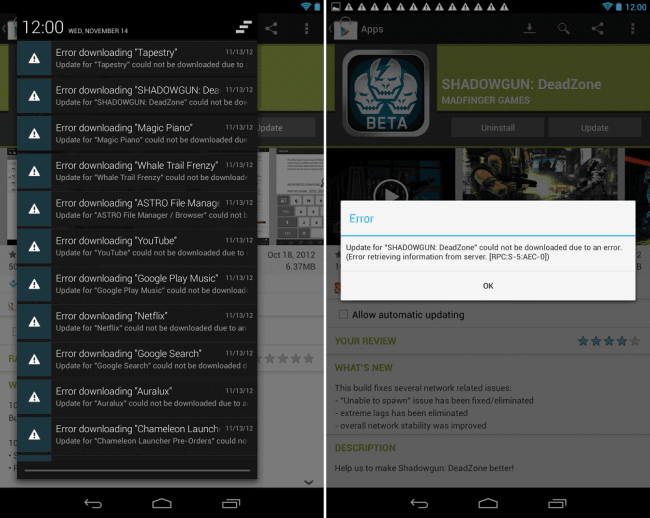 12:00 WED, NOVEMBER 14
Error downloading "Tapestry" 11/13/12
Update for "Tapestry" could not be downloaded due to a
Error downloading "SHADOWGUN: Dea 11/13/12
Update for "SHADOWGUN: DeadZone" could not be dow
Error downloading "Magic Piano" 11/13/12
Update for "Magic Piano" could not be downloaded due
Error downloading "Whale Trail Frenzy" 11/13/12
Update for "Whale Trail Frenzy" could not be downloade
Error downloading "ASTRO File Manage 11/13/12
Update for "ASTRO File Manager / Browser" could not b
Error downloading "YouTube" 11/13/12
Update for "YouTube" could not be downloaded due to a
Error downloading "Google Play Music" 11/13/12
Update for "Google Play Music" could not be downloade
Error downloading "Netflix" 11/13/12
Update for "Netflix" could not be downloaded due to an
Error downloading "Google Search" 11/13/12
Update for "Google Search" could not be downloaded d
Error downloading "Auralux" 11/13/12
Update for "Auralux" could not be downloaded due to a
Error downloading "Chameleon Launch 11/13/12
Update for "Chameleon Launcher Pre-Orders" could no
Update
Oct 18, 2012
6.37MB
12:00
Apps
BETA
SHADOWGUN: DeadZone
MADFINGER GAMES
Uninstall
Update
Error
Update for "SHADOWGUN: DeadZone" could not be downloaded due to an error.
(Error retrieving information from server. [RPC:S-5:AEC-0])
OK
Allow automatic updating
YOUR REVIEW
WHAT'S NEW
This build fixes several network related issues:
- "Unable to spawn" issue has been fixed/eliminated
- extreme lags has been eliminated
- overall network stability was improved
DESCRIPTION
Help us to make Shadowgun: DeadZone better!